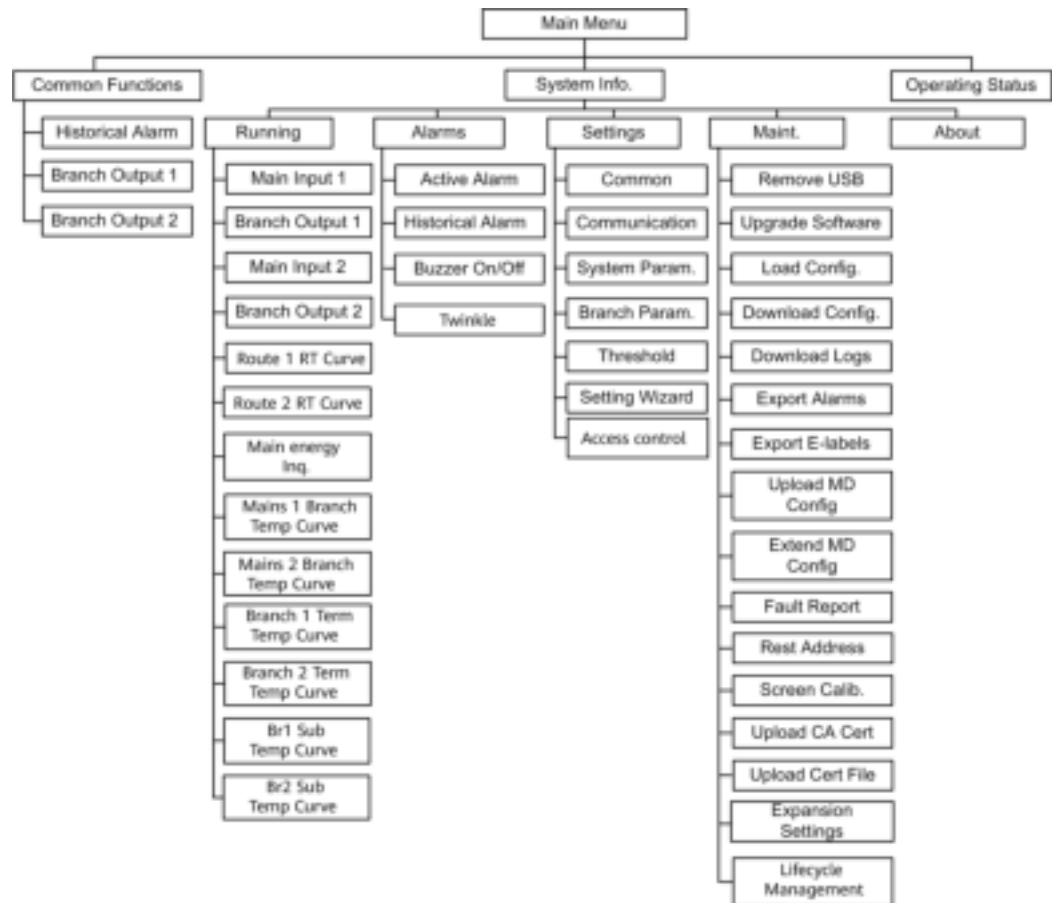 Main Menu
Common Functions
System Info.
Operating Status
Historical Alarm
Branch Output 1
Branch Output 2
Running
Main Input 1
Branch Output 1
Main Input 2
Branch Output 2
Route 1 RT Curve
Route 2 RT Curve
Main energy
Inq.
Mains 1 Branch
Temp Curve
Mains 2 Branch
Temp Curve
Branch 1 Term
Temp Curve
Branch 2 Term
Temp Curve
Br1 Sub
Temp Curve
Br2 Sub
Temp Curve
Alarms
Active Alarm
Historical Alarm
Buzzer On/Off
Twinkle
Settings
Common
Communication
System Param.
Branch Param.
Threshold
Setting Wizard
Access control
Maint.
Remove USB
Upgrade Software
Load Config.
Download Config.
Download Logs
Export Alarms
Export E-labels
Upload MD
Config
Extend MD
Config
Fault Report
Rest Address
Screen Calib.
Upload CA Cert
Upload Cert File
Expansion
Settings
Lifecycle
Management
About